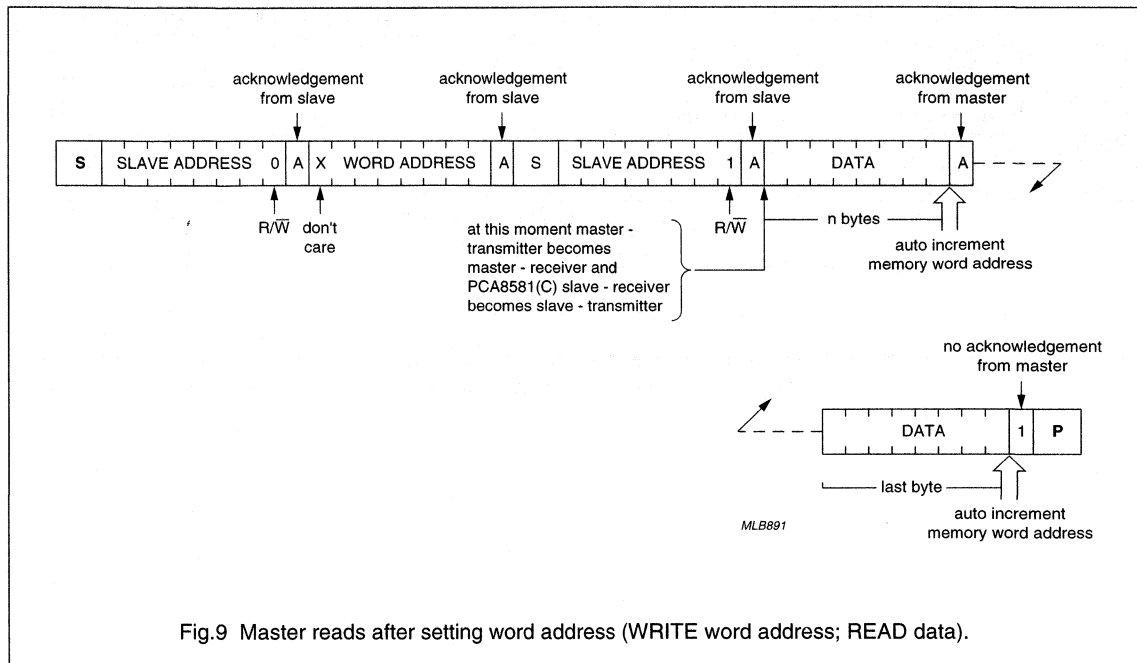 acknowledgement from slave
acknowledgement from slave
acknowledgement from slave
acknowledgement from master
S SLAVE ADDRESS 0 A X WORD ADDRESS A S SLAVE ADDRESS 1 A DATA A
R/W̅
don't care
at this moment master -
transmitter becomes
master - receiver and
PCA8581(C) slave - receiver
becomes slave - transmitter
R/W̅
n bytes
auto increment
memory word address
no acknowledgement
from master
DATA 1 P
last byte
auto increment
memory word address
MLB891
Fig.9 Master reads after setting word address (WRITE word address; READ data).